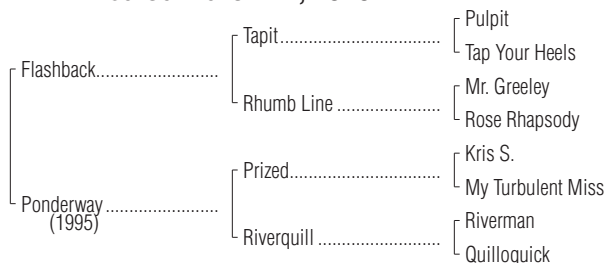 Pulpit
Tapit
Tap Your Heels
Flashback
Mr. Greeley
Rhumb Line
Rose Rhapsody
Kris S.
Prized
My Turbulent Miss
Ponderway
(1995)
Riverman
Riverquill
Quilloquick